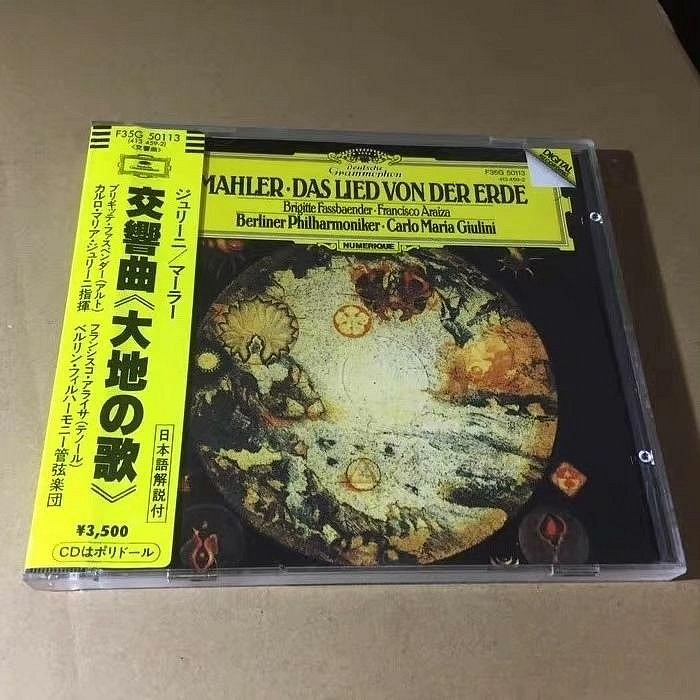 F35G 50113
(413 459-2)
〈交響曲〉
ジュリーニ/マーラー
交響曲《大地の歌》
ブリギッテ・ファスベンダー(アルト)
フランシスコ・アライサ(テノール)
カルロ・マリア・ジュリーニ指揮
ベルリン・フィルハーモニー管弦楽団
日本語解説付
¥3,500
CDはポリドール
Deutsche
Grammophon
F35G 50113
413 459-2
DIGITAL
MAHLER · DAS LIED VON DER ERDE
Brigitte Fassbaender · Francisco Araiza
Berliner Philharmoniker · Carlo Maria Giulini
NUMERIQUE